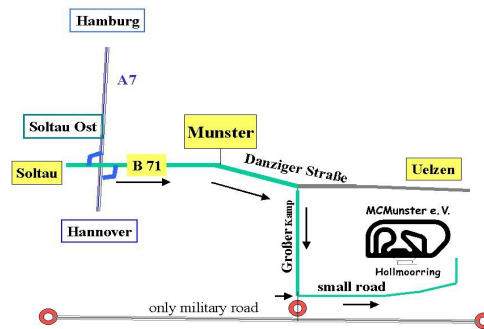 Hamburg
A7
Soltau Ost
Munster
B 71
Soltau
Danziger Straße
Uelzen
Hannover
Großer Kamp
MCMunster e. V.
Hollmoorring
small road
only military road